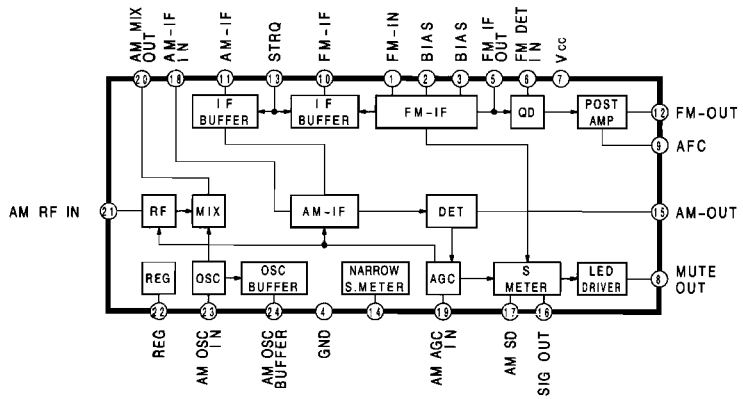 AM MIX
OUT
AM-IF
IN
AM-IF
STRQ
FM-IF
FM-IN
BIAS
BIAS
FM IF
OUT
FM DET
IN
Vcc
20
18
11
13
10
1
2
3
5
6
7
IF
BUFFER
IF
BUFFER
FM-IF
QD
POST
AMP
12
FM-OUT
9
AFC
AM RF IN
21
RF
MIX
AM-IF
DET
15
AM-OUT
REG
OSC
OSC
BUFFER
NARROW
S.METER
AGC
S
METER
LED
DRIVER
8
MUTE
OUT
22
23
24
4
14
19
17
16
REG
AM OSC
IN
AM OSC
BUFFER
GND
AM AGC
IN
AM SD
SIG OUT